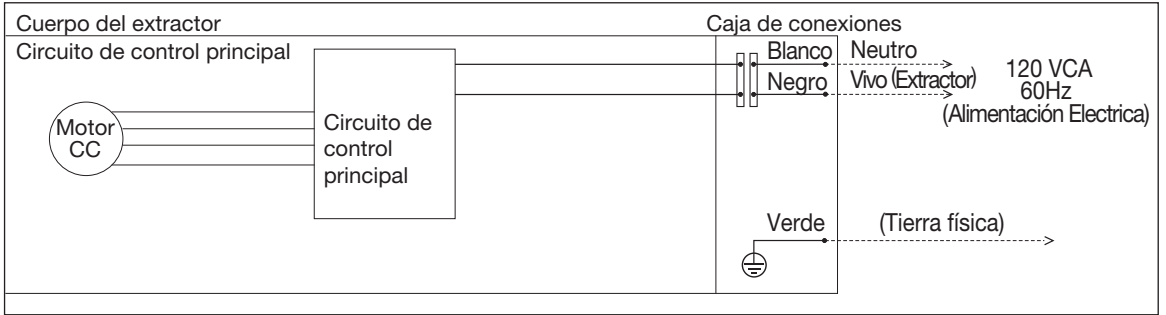 Cuerpo del extractor
Caja de conexiones
Circuito de control principal
Blanco
Neutro
Negro
Vivo (Extractor)
120 VCA
60Hz
(Alimentación Electrica)
Motor
CC
Circuito de
control
principal
Verde
(Tierra física)